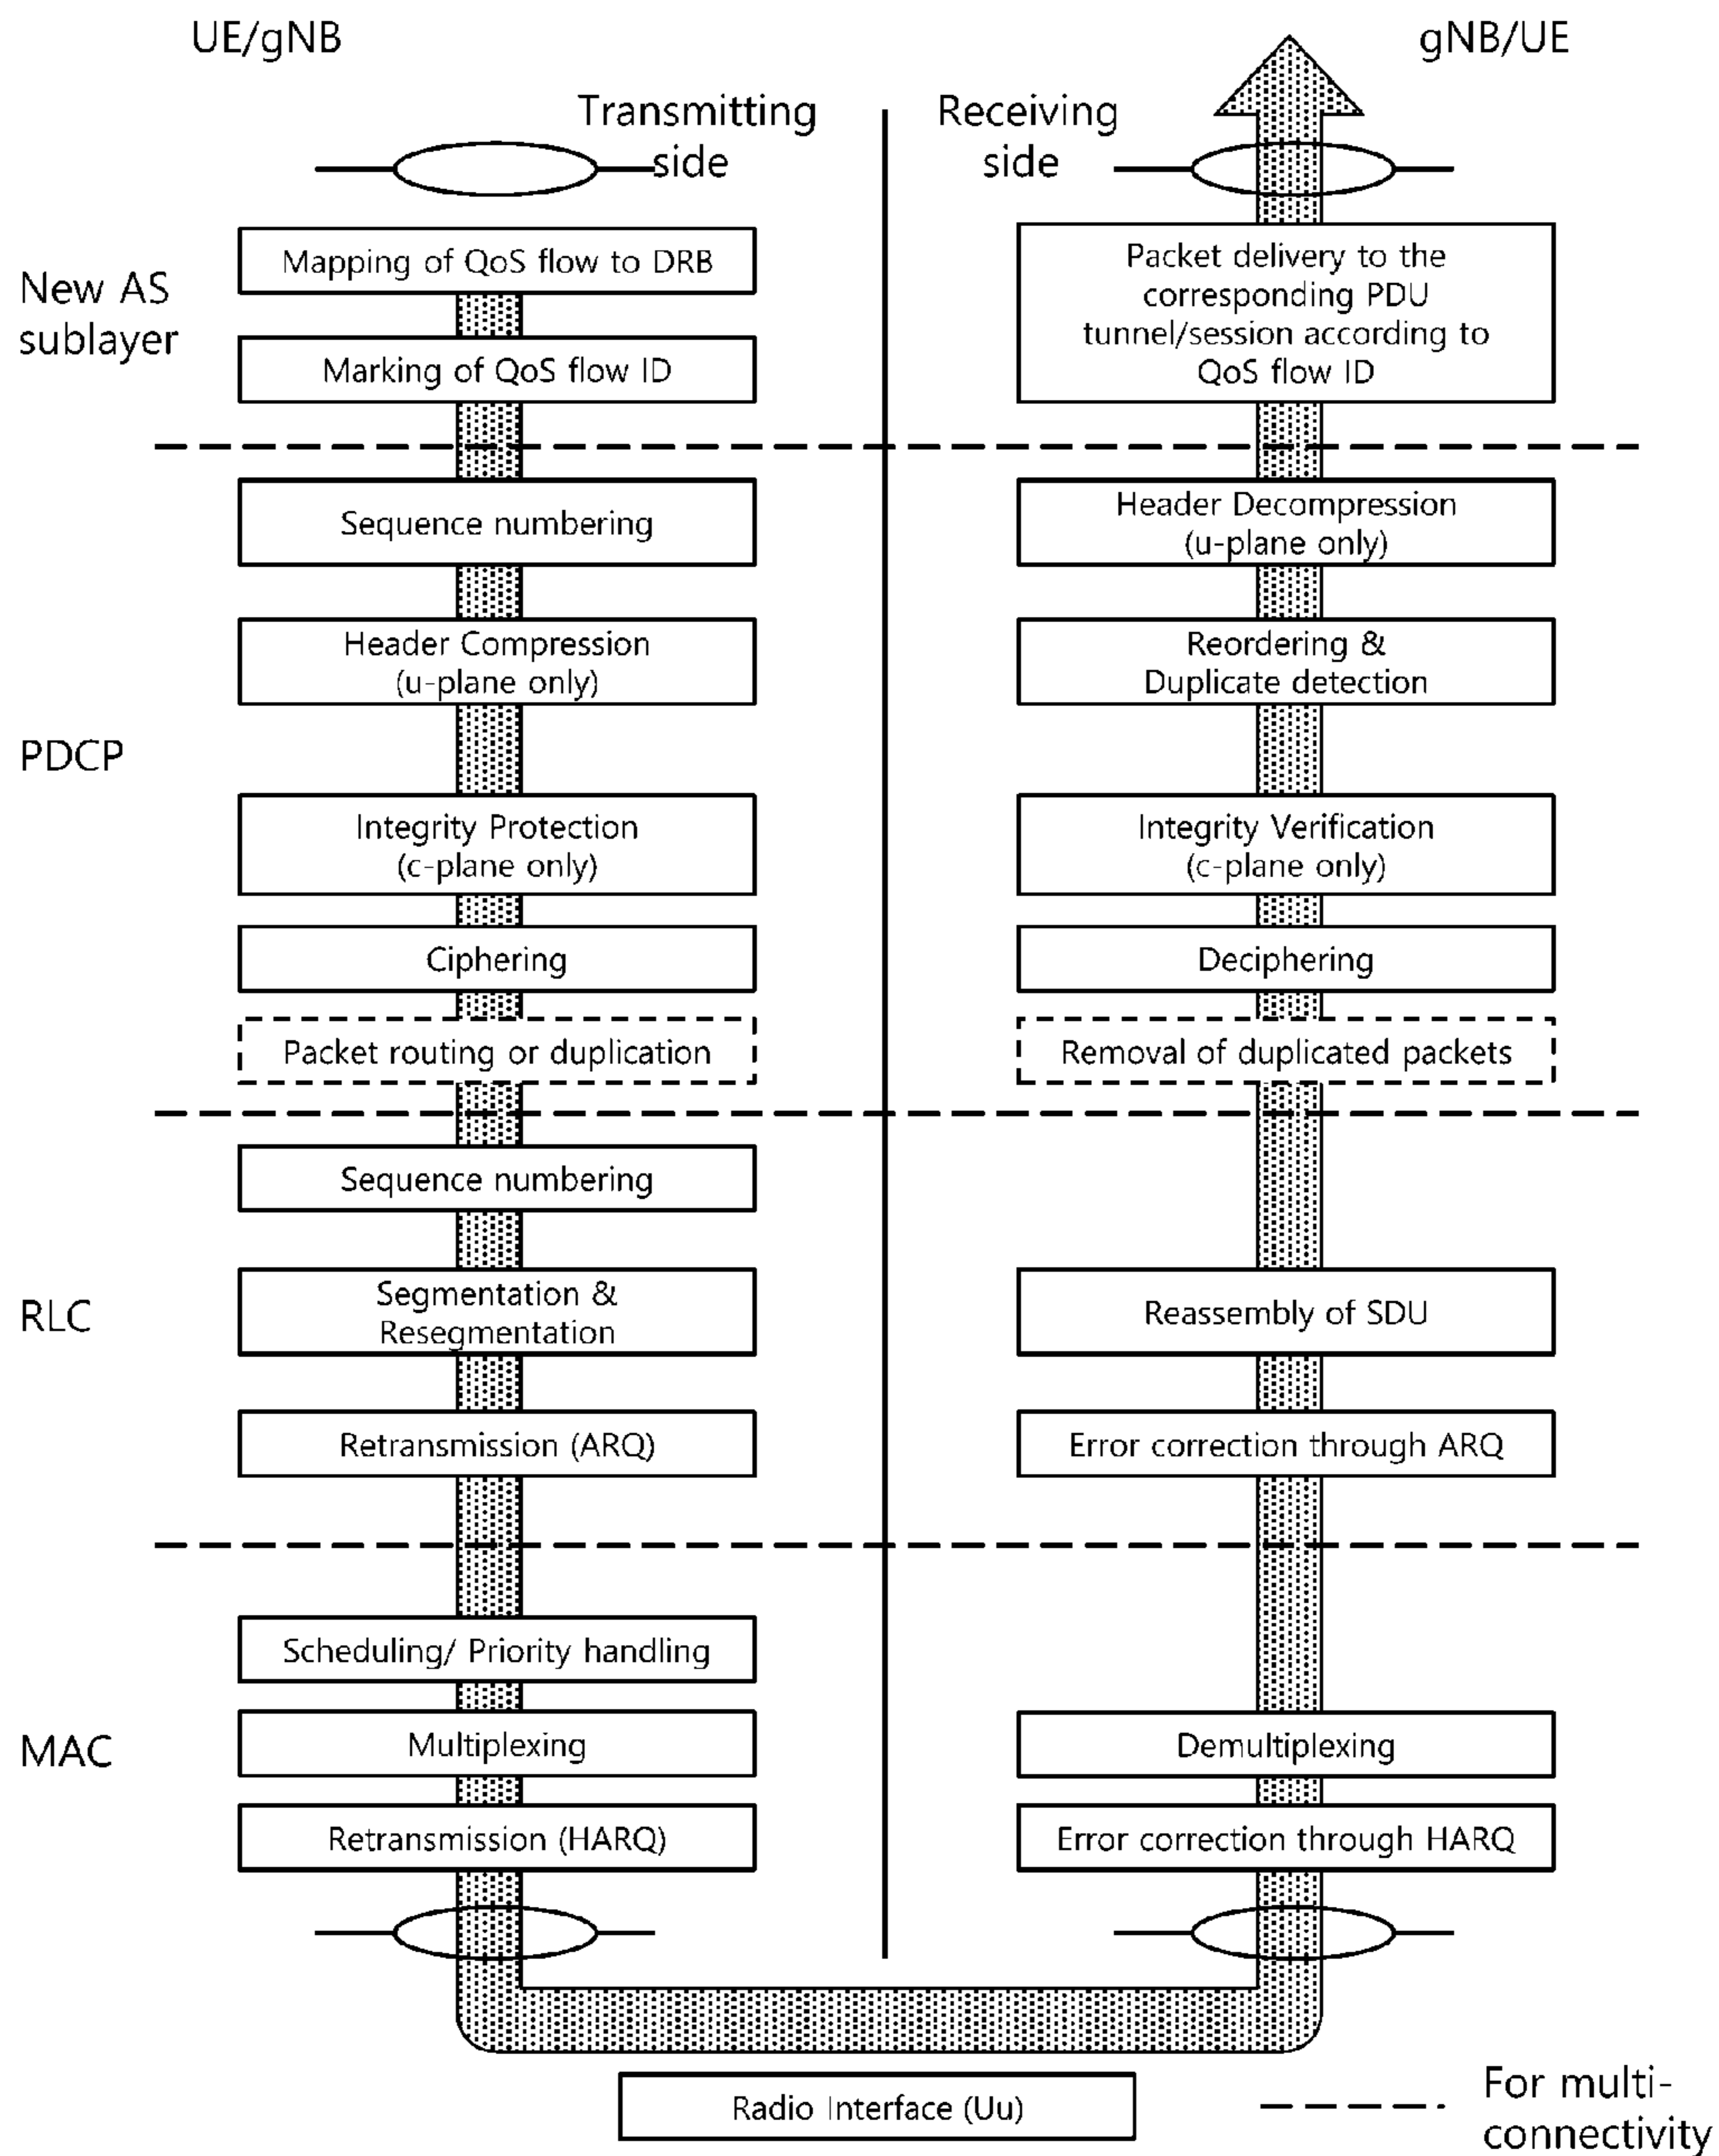 UE/gNB
gNB/UE
Transmitting
side
Receiving
side
New AS
sublayer
Mapping of QoS flow to DRB
Marking of QoS flow ID
Packet delivery to the
corresponding PDU
tunnel/session according to
QoS flow ID
PDCP
Sequence numbering
Header Compression
(u-plane only)
Integrity Protection
(c-plane only)
Ciphering
Packet routing or duplication
Header Decompression
(u-plane only)
Reordering &
Duplicate detection
Integrity Verification
(c-plane only)
Deciphering
Removal of duplicated packets
RLC
Sequence numbering
Segmentation &
Resegmentation
Retransmission (ARQ)
Reassembly of SDU
Error correction through ARQ
MAC
Scheduling/ Priority handling
Multiplexing
Retransmission (HARQ)
Demultiplexing
Error correction through HARQ
Radio Interface (Uu)
For multi-
connectivity